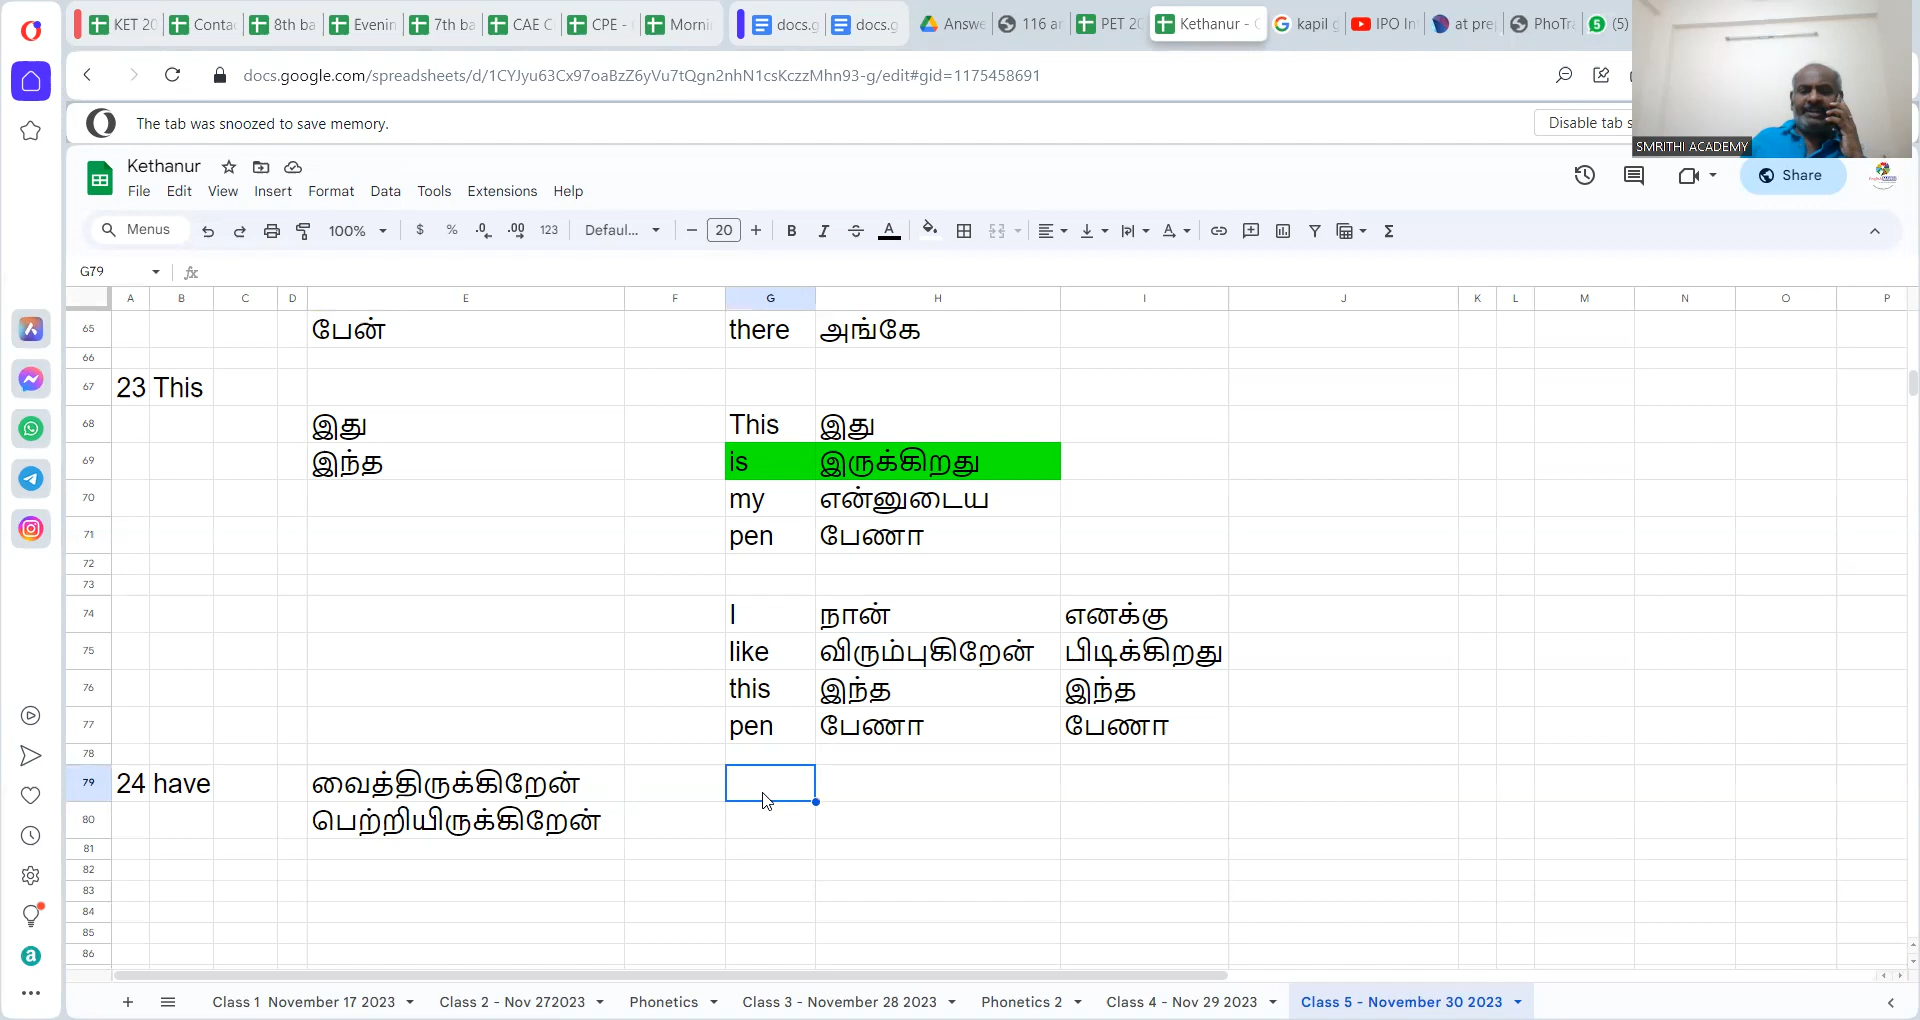 KET 20 Contac 8th ba Evenin 7th ba CAE C CPE - Morni docs.g docs.g Answe 116 ar PET 20 Kethanur - G kapil g IPO In at prep PhoTra (5)
docs.google.com/spreadsheets/d/1CYJyu63Cx97oaBzZ6yVu7tQgn2nhN1csKczzMhn93-g/edit#gid=1175458691
The tab was snoozed to save memory. Disable tab s
SMRITHI ACADEMY
Kethanur
File Edit View Insert Format Data Tools Extensions Help
Share
Menus 100% $ % .0 .00 123 Defaul... 20 B I A
G79 fx
A B C D E F G H I J K L M N O P
65 பேன் there அங்கே
66
67 23 This
68 இது This இது
69 இந்த is இருக்கிறது
70 my என்னுடைய
71 pen பேணா
72
73
74 I நான் எனக்கு
75 like விரும்புகிறேன் பிடிக்கிறது
76 this இந்த இந்த
77 pen பேணா பேணா
78
79 24 have வைத்திருக்கிறேன்
80 பெற்றியிருக்கிறேன்
81
82
83
84
85
86
Class 1 November 17 2023 Class 2 - Nov 272023 Phonetics Class 3 - November 28 2023 Phonetics 2 Class 4 - Nov 29 2023 Class 5 - November 30 2023